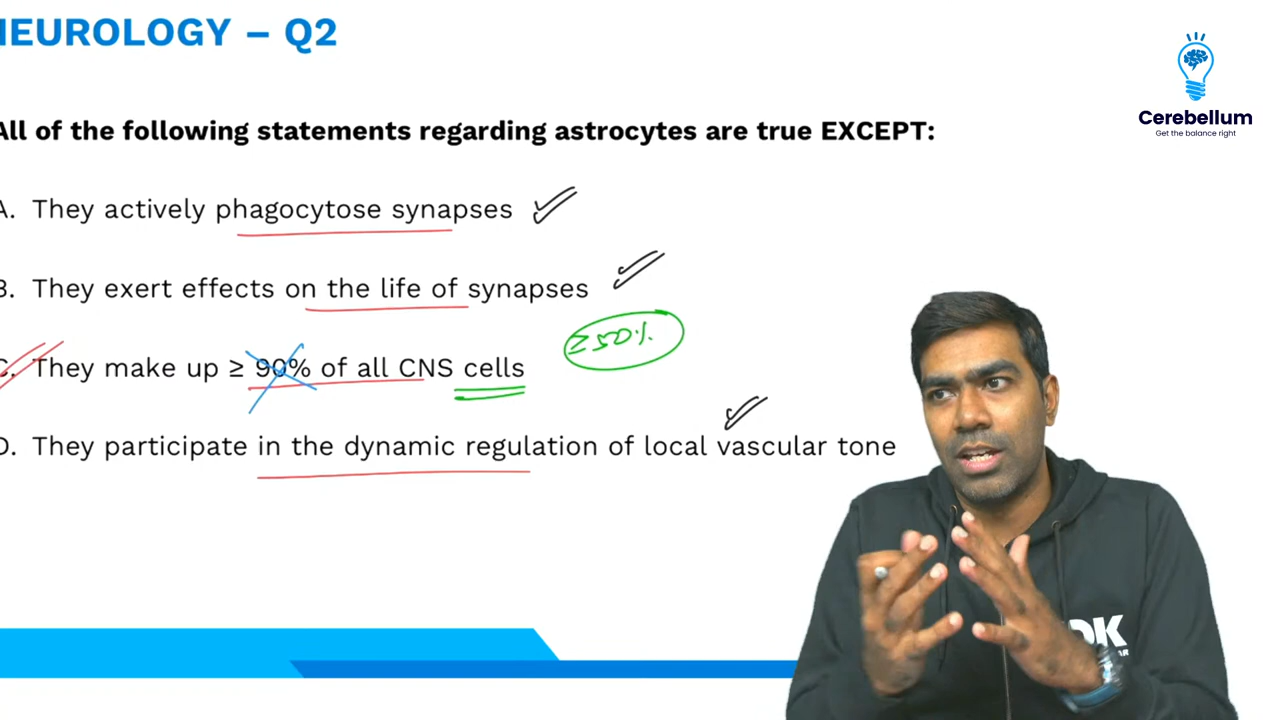 NEUROLOGY – Q2
Cerebellum
Get the balance right
All of the following statements regarding astrocytes are true EXCEPT:
A. They actively phagocytose synapses
B. They exert effects on the life of synapses
≥50%
C. They make up ≥ 90% of all CNS cells
D. They participate in the dynamic regulation of local vascular tone